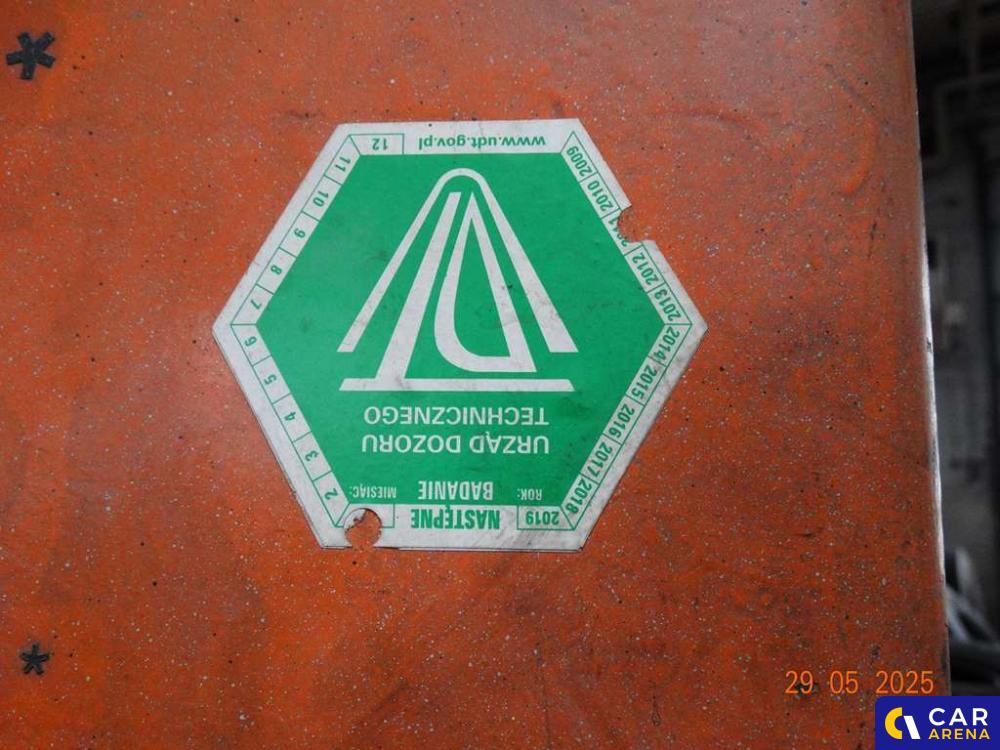 NASTĘPNE
BADANIE
ROK:
MIESIĄC:
URZĄD DOZORU
TECHNICZNEGO
2019
2018
2017
2016
2015
2014
2013
2012
2010
2009
www.udt.gov.pl
12
11
10
9
8
7
6
5
4
3
2
29 05 2025
CAR
ARENA